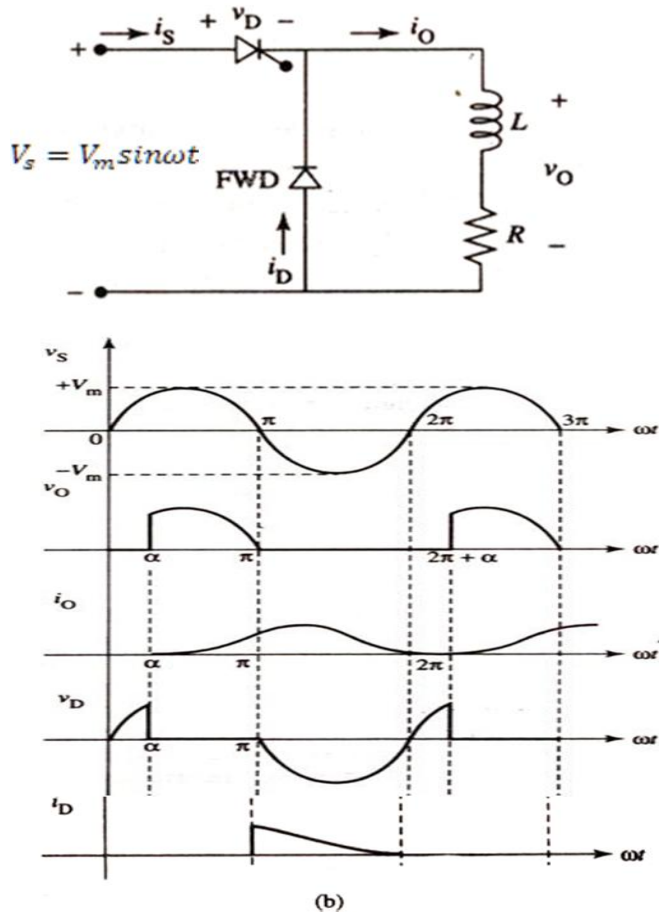 + i_S + v_D - i_O
V_s = V_m sinωt
FWD
L
+
v_O
R
-
i_D
-
v_S
+V_m
0 π 2π 3π ωt
-V_m
v_O
α π 2π + α ωt
i_O
α π 2π ωt
v_D
α π ωt
i_D
ωt
(b)